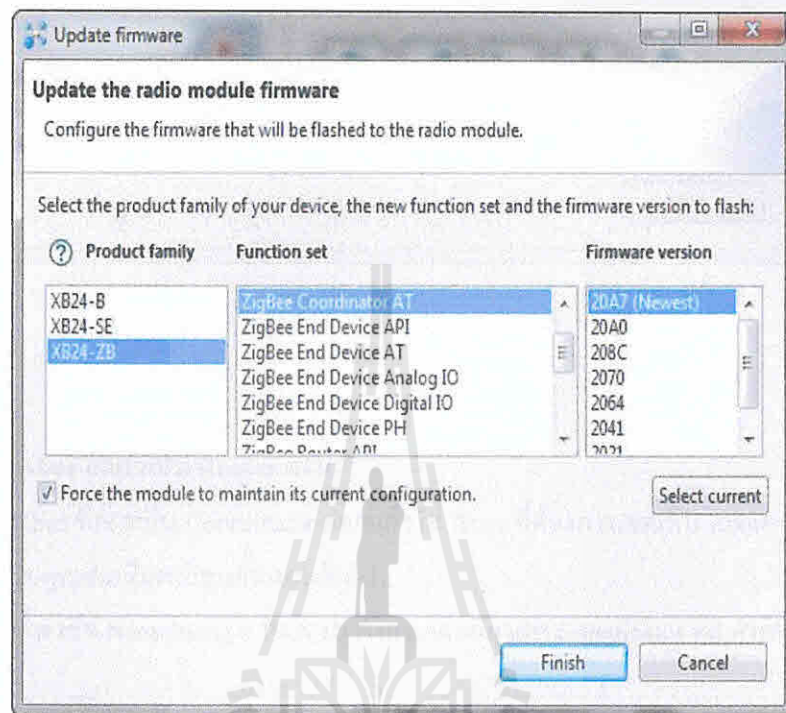 Update firmware
Update the radio module firmware
Configure the firmware that will be flashed to the radio module.
Select the product family of your device, the new function set and the firmware version to flash:
Product family Function set Firmware version
XB24-B
XB24-SE
XB24-ZB
ZigBee Coordinator AT
ZigBee End Device API
ZigBee End Device AT
ZigBee End Device Analog IO
ZigBee End Device Digital IO
ZigBee End Device PH
ZigBee Router API
20A7 (Newest)
20A0
208C
2070
2064
2041
2021
Force the module to maintain its current configuration.
Select current
Finish
Cancel